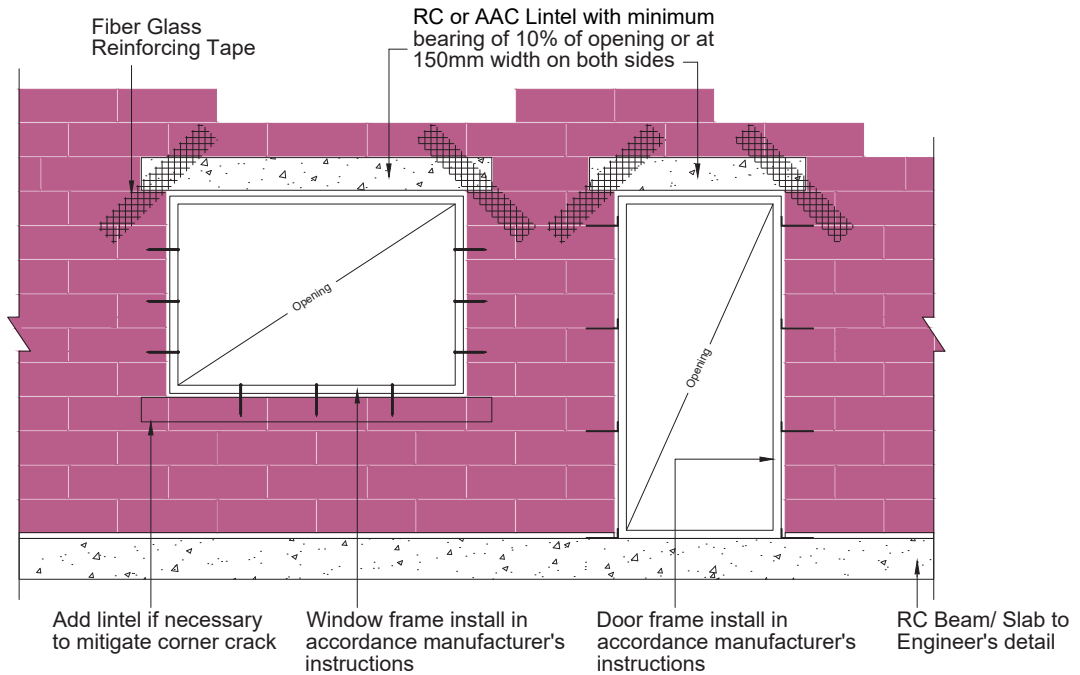 Fiber Glass
Reinforcing Tape
RC or AAC Lintel with minimum
bearing of 10% of opening or at
150mm width on both sides
Opening
Opening
Add lintel if necessary
to mitigate corner crack
Window frame install in
accordance manufacturer's
instructions
Door frame install in
accordance manufacturer's
instructions
RC Beam/ Slab to
Engineer's detail